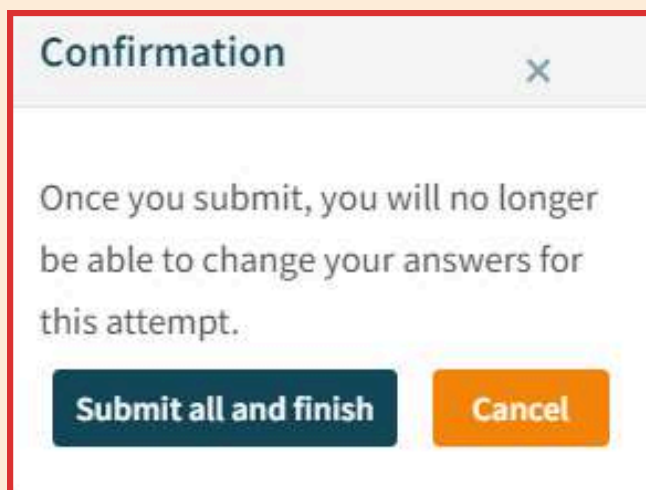 Confirmation
Once you submit, you will no longer
be able to change your answers for
this attempt.
Submit all and finish Cancel